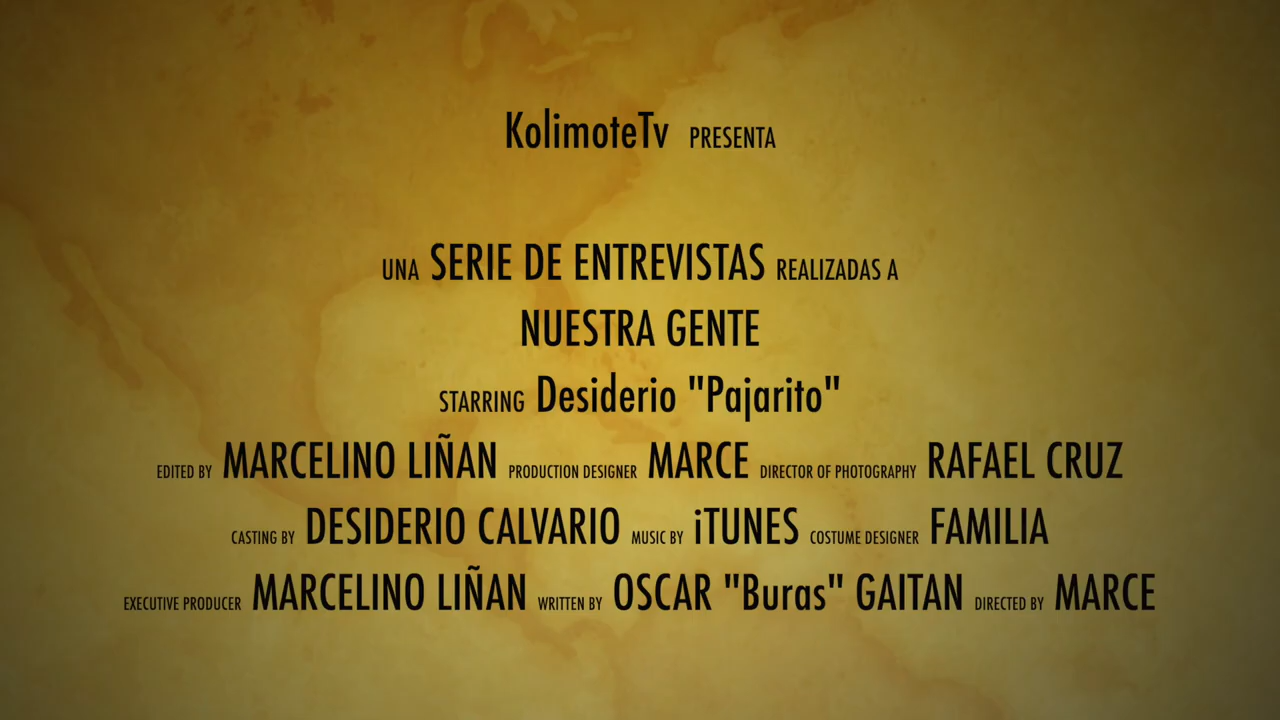 KolimoteTv PRESENTA
UNA SERIE DE ENTREVISTAS REALIZADAS A
NUESTRA GENTE
STARRING Desiderio "Pajarito"
EDITED BY MARCELINO LIÑAN PRODUCTION DESIGNER MARCE DIRECTOR OF PHOTOGRAPHY RAFAEL CRUZ
CASTING BY DESIDERIO CALVARIO MUSIC BY iTUNES COSTUME DESIGNER FAMILIA
EXECUTIVE PRODUCER MARCELINO LIÑAN WRITTEN BY OSCAR "Buras" GAITAN DIRECTED BY MARCE